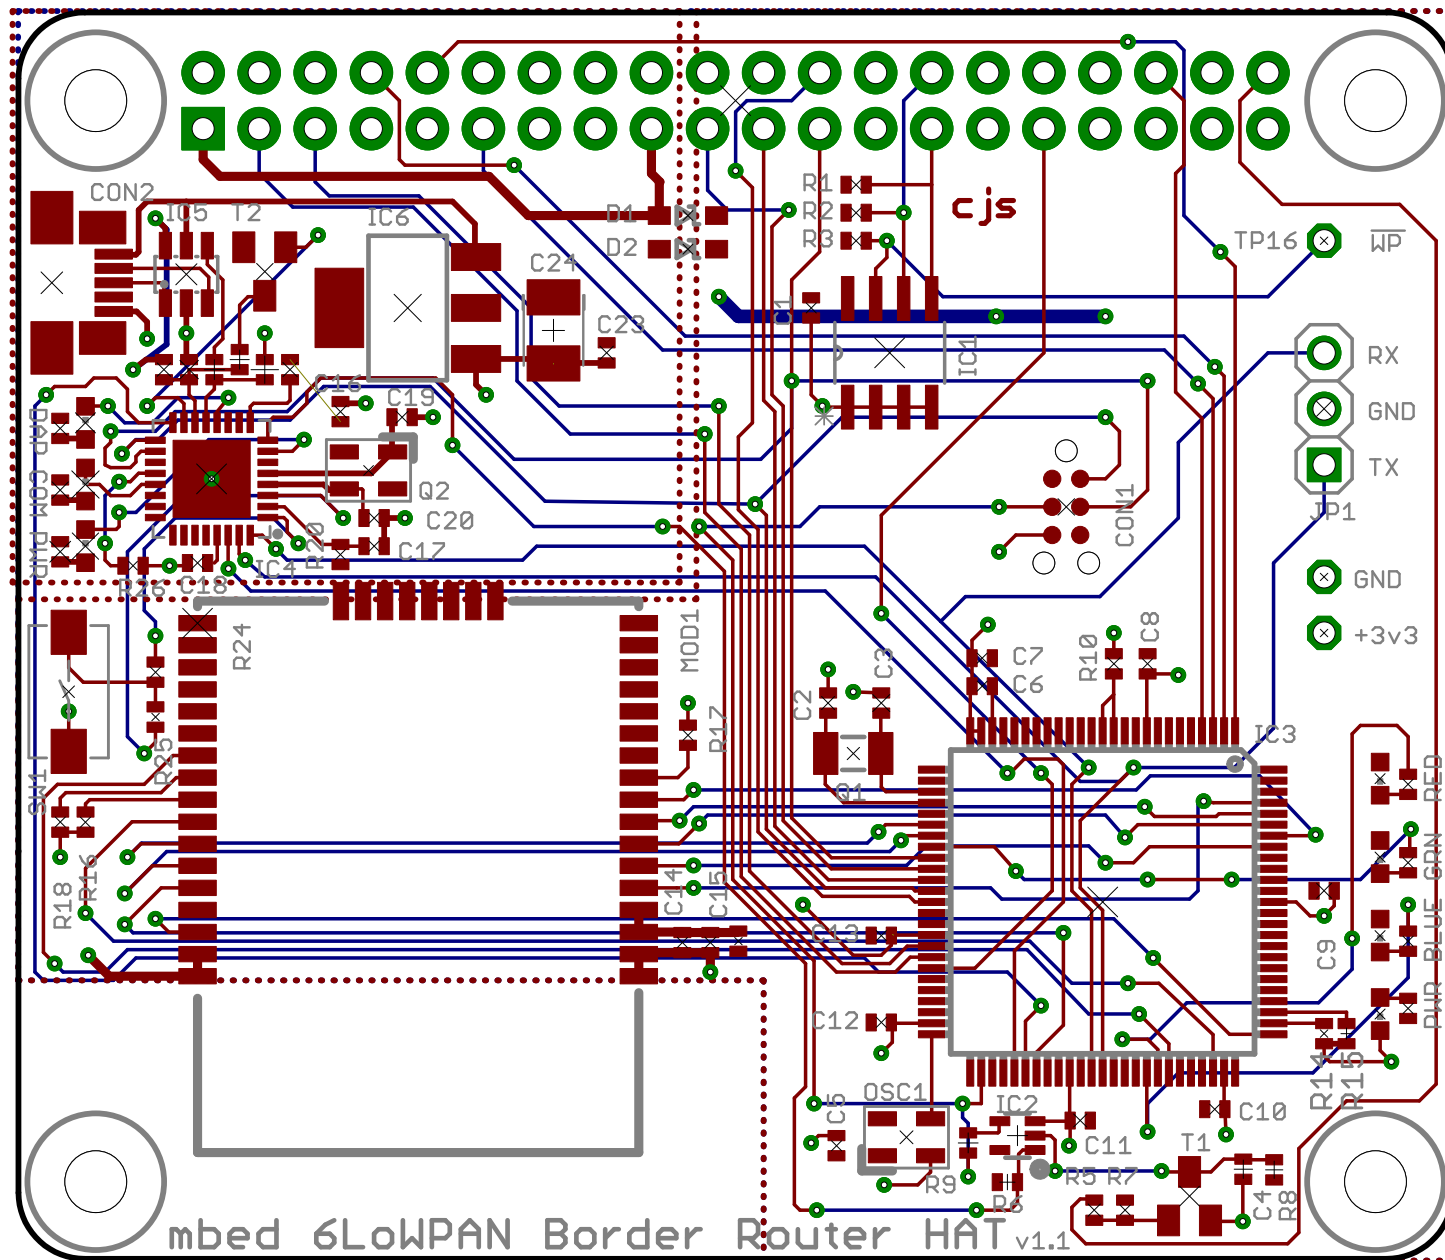 CON2
IC5
T2
IC6
D1
D2
R1
R2
R3
cjs
TP16
WP
C24
C23
C1
IC1
RX
GND
TX
JP1
C16
C19
DAP
COM
PWR
Q2
C20
C17
R20
IC4
C18
R26
CON1
GND
+3v3
R24
MOD1
R10
C8
C7
C6
C3
C2
R17
IC3
SW1
R25
Q1
RED
GRN
BLUE
PWR
R18
R16
C14
C15
C13
C9
C12
R14
R15
OSC1
C5
IC2
C10
C11
T1
R9
R6
R5
R7
C4
R8
mbed 6LoWPAN Border Router HAT v1.1